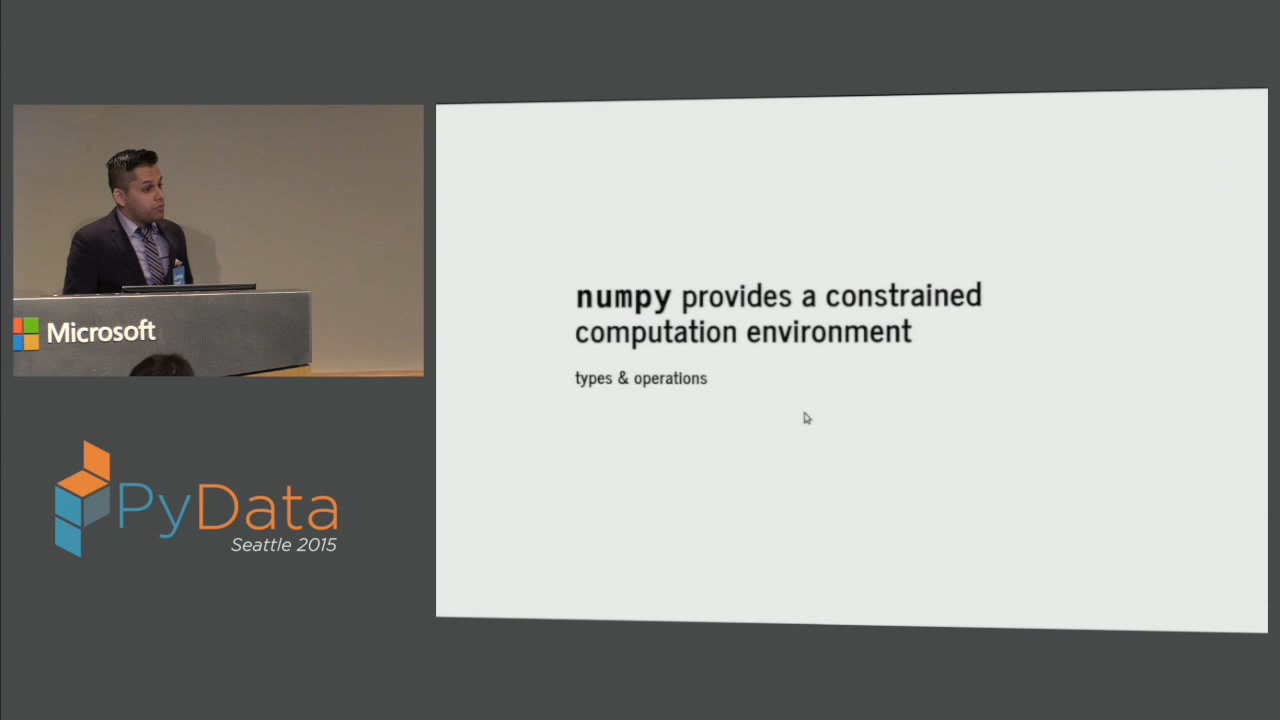 Microsoft
PyData
Seattle 2015
numpy provides a constrained
computation environment
types & operations